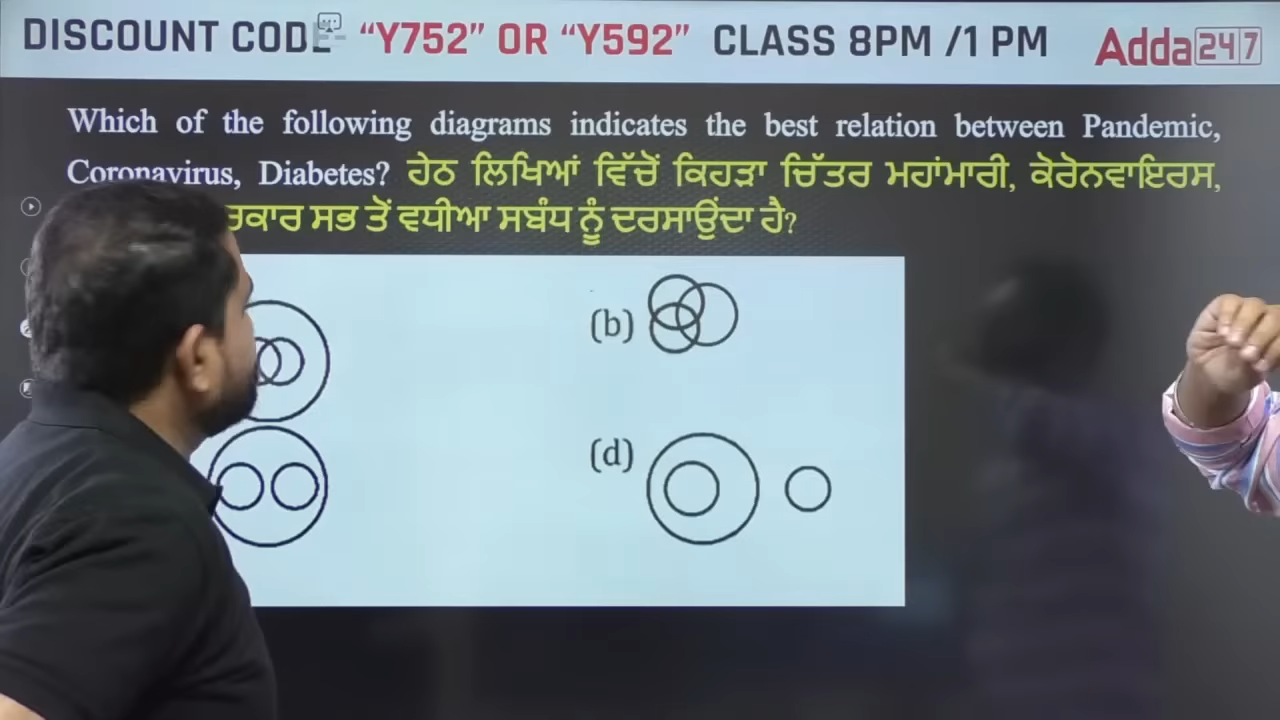 DISCOUNT CODE “Y752” OR “Y592” CLASS 8PM /1 PM
Adda247
Which of the following diagrams indicates the best relation between Pandemic,
Coronavirus, Diabetes? ਹੇਠ ਲਿਖਿਆਂ ਵਿੱਚੋਂ ਕਿਹੜਾ ਚਿੱਤਰ ਮਹਾਂਮਾਰੀ, ਕੋਰੋਨਵਾਇਰਸ,
ਸਭ ਤੋਂ ਵਧੀਆ ਸਬੰਧ ਨੂੰ ਦਰਸਾਉਂਦਾ ਹੈ?
(b)
(d)